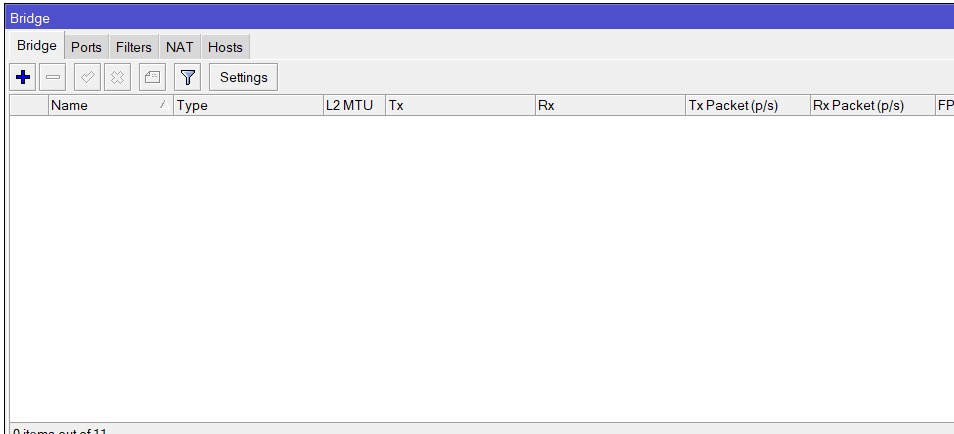 Bridge
Bridge Ports Filters NAT Hosts
Settings
Name Type L2 MTU Tx Rx Tx Packet (p/s) Rx Packet (p/s) FP
0 items out of 11